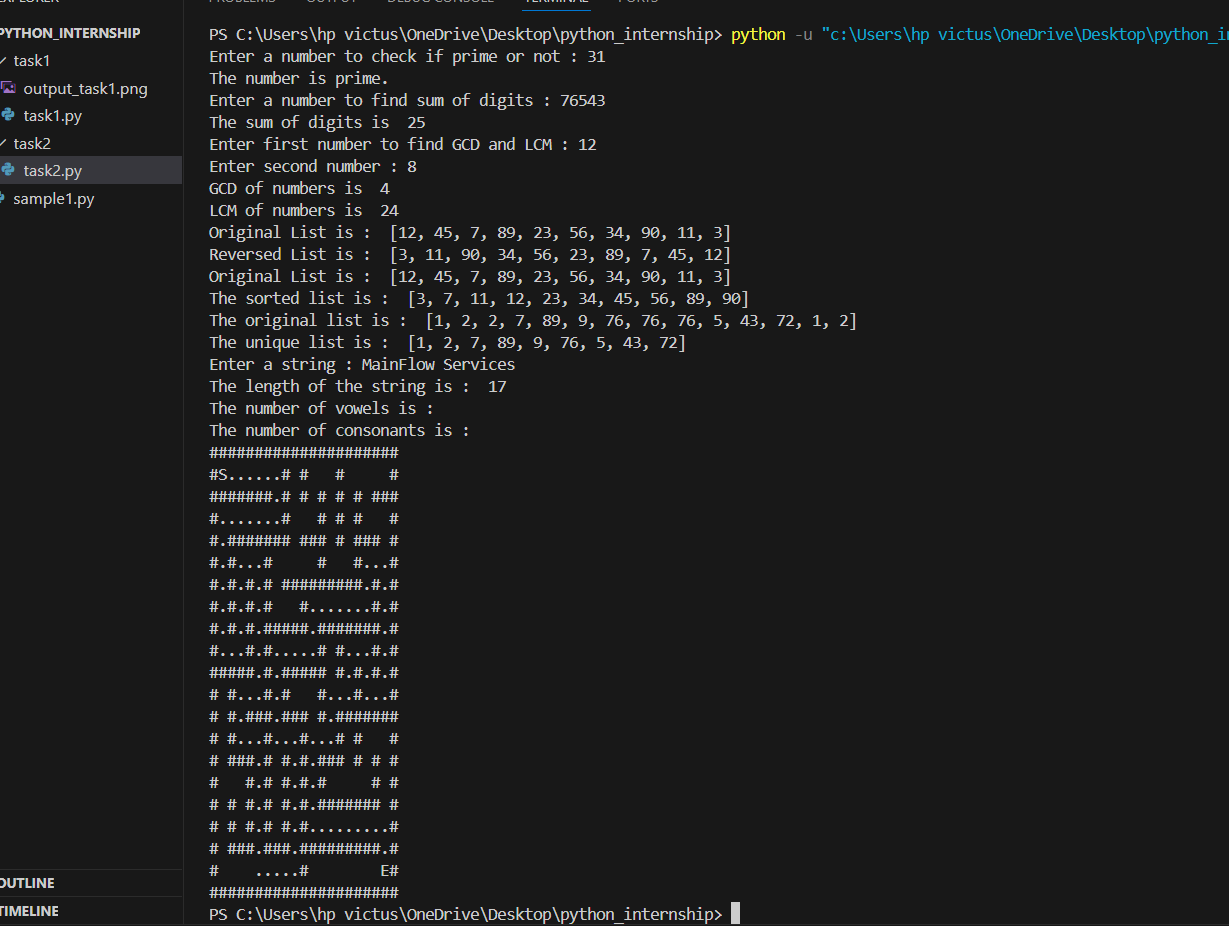 PROBLEMS OUTPUT DEBUG CONSOLE TERMINAL PORTS
PYTHON_INTERNSHIP
task1
output_task1.png
task1.py
task2
task2.py
sample1.py
OUTLINE
TIMELINE
PS C:\Users\hp victus\OneDrive\Desktop\python_internship> python -u "c:\Users\hp victus\OneDrive\Desktop\python_i
Enter a number to check if prime or not : 31
The number is prime.
Enter a number to find sum of digits : 76543
The sum of digits is  25
Enter first number to find GCD and LCM : 12
Enter second number : 8
GCD of numbers is  4
LCM of numbers is  24
Original List is :  [12, 45, 7, 89, 23, 56, 34, 90, 11, 3]
Reversed List is :  [3, 11, 90, 34, 56, 23, 89, 7, 45, 12]
Original List is :  [12, 45, 7, 89, 23, 56, 34, 90, 11, 3]
The sorted list is :  [3, 7, 11, 12, 23, 34, 45, 56, 89, 90]
The original list is :  [1, 2, 2, 7, 89, 9, 76, 76, 76, 5, 43, 72, 1, 2]
The unique list is :  [1, 2, 7, 89, 9, 76, 5, 43, 72]
Enter a string : MainFlow Services
The length of the string is :  17
The number of vowels is :
The number of consonants is :
#####################
#S......# #   #     #
#######.# # # # # ###
#.......#   # # #   #
#.####### ### # ### #
#.#...#     #   #...#
#.#.#.# #########.#.#
#.#.#.#   #.......#.#
#.#.#.#####.#######.#
#...#.#.....# #...#.#
#####.#.##### #.#.#.#
# #...#.#   #...#...#
# #.###.### #.#######
# #...#...#...# #   #
# ###.# #.#.### # # #
#   #.# #.#.#     # #
# # #.# #.#.####### #
# # #.# #.#.........#
# ###.###.#########.#
#    .....#        E#
#####################
PS C:\Users\hp victus\OneDrive\Desktop\python_internship>